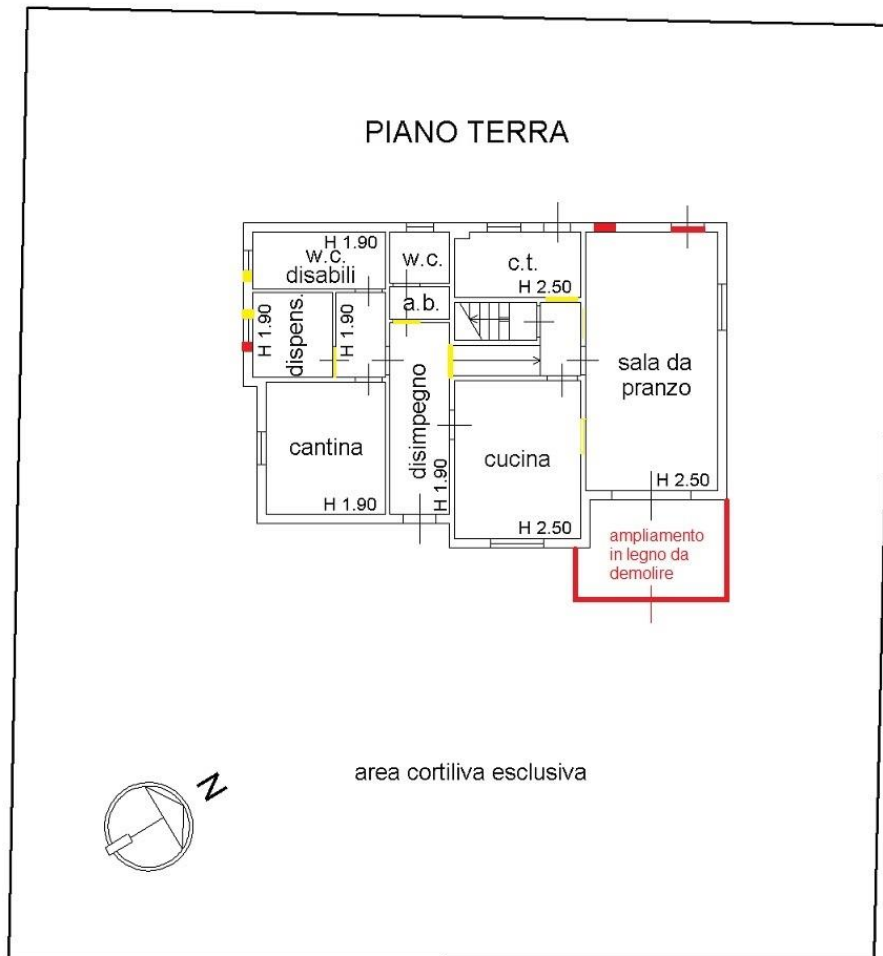 PIANO TERRA
H 1.90
w.c.
disabili
w.c.
c.t.
H 2.50
a.b.
dispens.
H 1.90
H 1.90
sala da
pranzo
disimpegno
cantina
cucina
H 1.90
H 1.90
H 2.50
H 2.50
ampliamento
in legno da
demolire
area cortiliva esclusiva
N